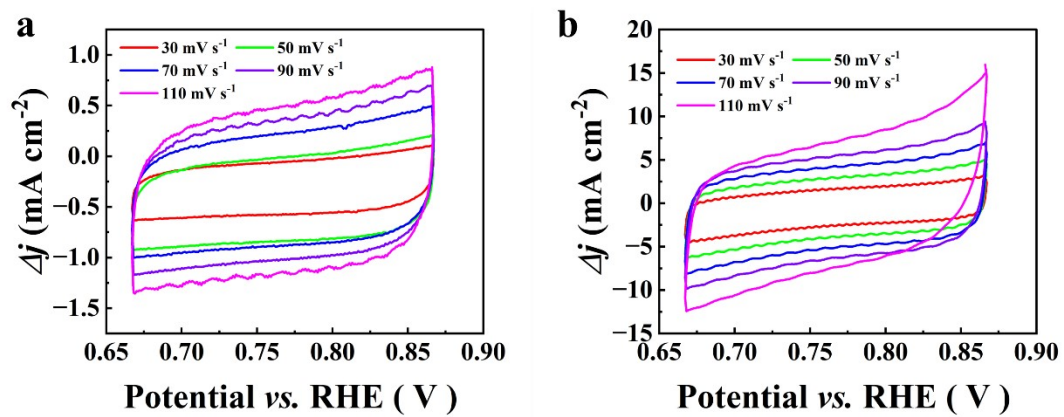 a
30 mV s⁻¹ 50 mV s⁻¹
70 mV s⁻¹ 90 mV s⁻¹
110 mV s⁻¹
1.0
0.5
0.0
−0.5
−1.0
−1.5
Δj (mA cm⁻²)
0.65 0.70 0.75 0.80 0.85 0.90
Potential vs. RHE ( V )
b
30 mV s⁻¹ 50 mV s⁻¹
70 mV s⁻¹ 90 mV s⁻¹
110 mV s⁻¹
20
15
10
5
0
−5
−10
−15
Δj (mA cm⁻²)
0.65 0.70 0.75 0.80 0.85 0.90
Potential vs. RHE ( V )